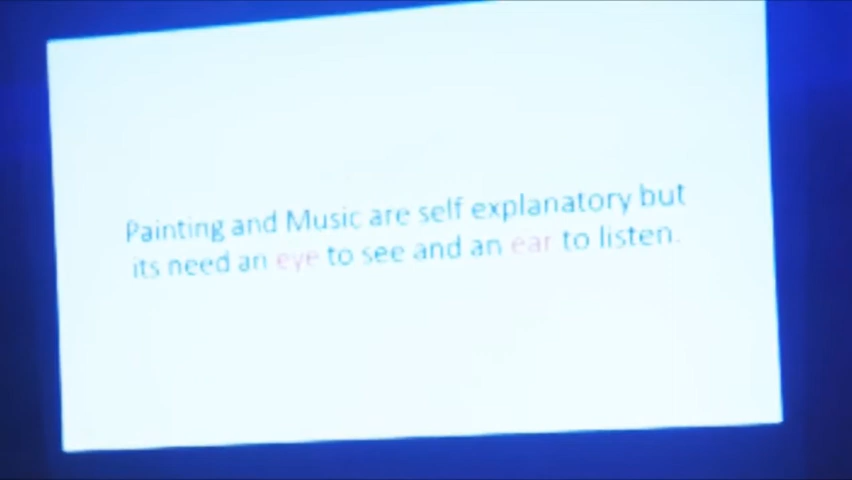 Painting and Music are self explanatory but
its need an eye to see and an ear to listen.